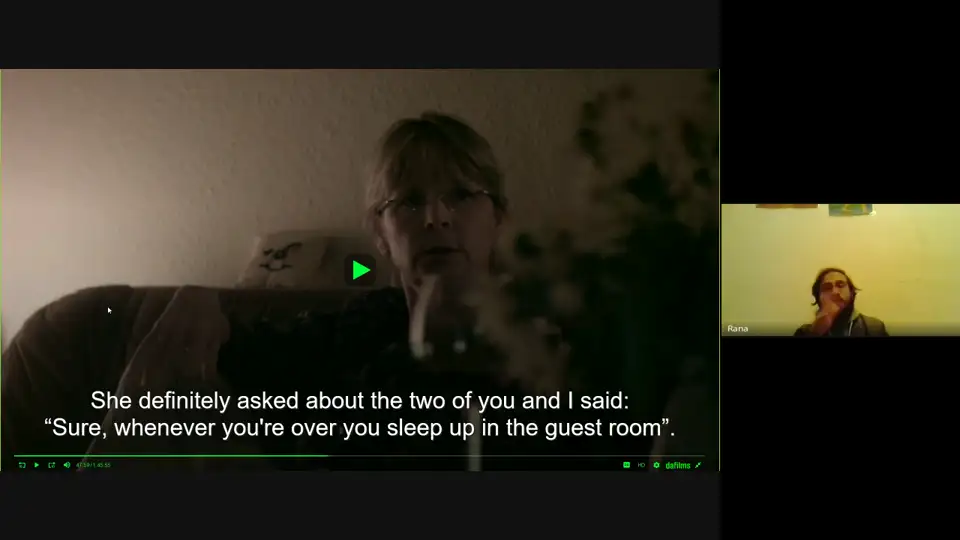 She definitely asked about the two of you and I said:
“Sure, whenever you're over you sleep up in the guest room”.
HD
dafilms
Rana